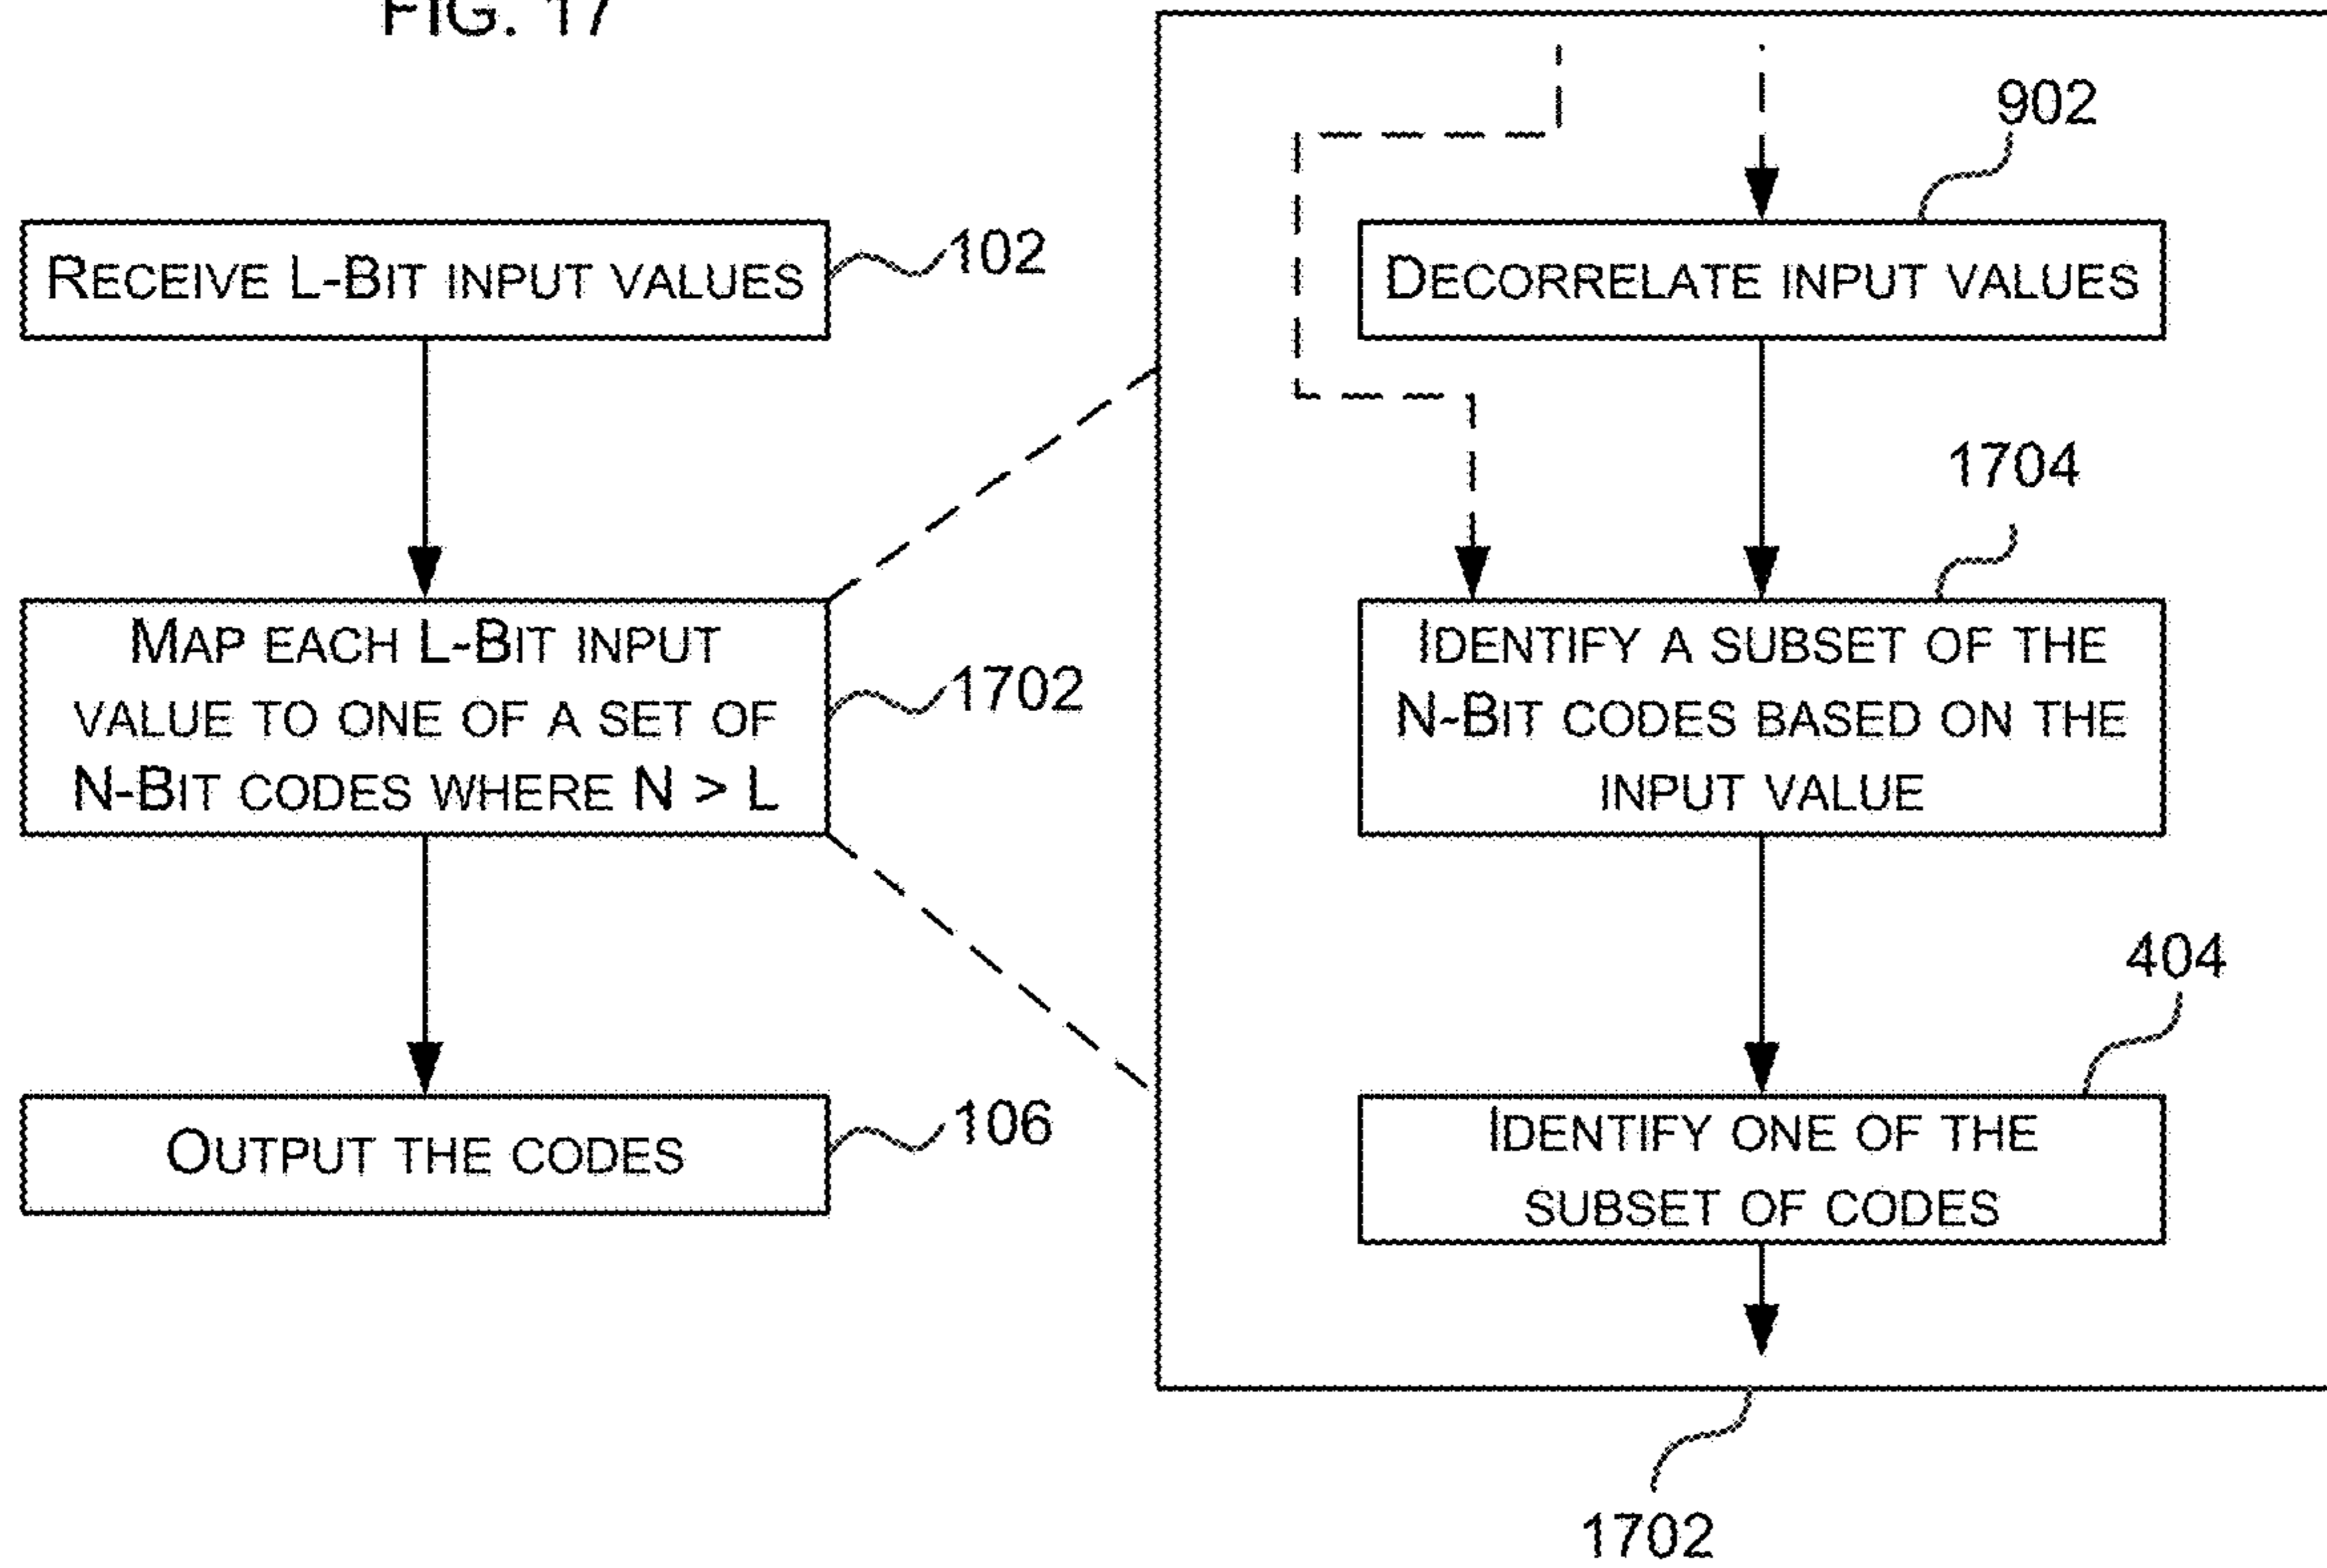 FIG. 17
RECEIVE L-BIT INPUT VALUES
102
MAP EACH L-BIT INPUT
VALUE TO ONE OF A SET OF
N-BIT CODES WHERE N > L
1702
OUTPUT THE CODES
106
902
DECORRELATE INPUT VALUES
1704
IDENTIFY A SUBSET OF THE
N-BIT CODES BASED ON THE
INPUT VALUE
404
IDENTIFY ONE OF THE
SUBSET OF CODES
1702